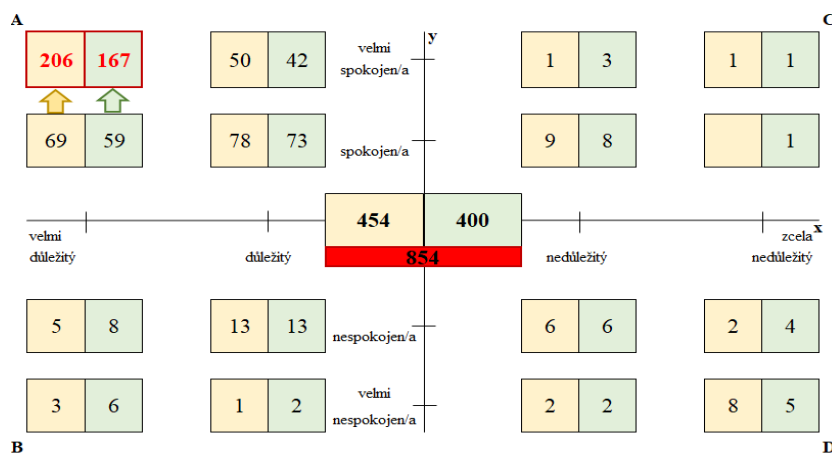 A
y
C
206 167
50 42
velmi
spokojen/a
1 3
1 1
69 59
78 73
spokojen/a
9 8
1
454 400
velmi
důležitý
důležitý
854
nedůležitý
zcela x
nedůležitý
5 8
13 13
nespokojen/a
6 6
2 4
3 6
1 2
velmi
nespokojen/a
2 2
8 5
B
D